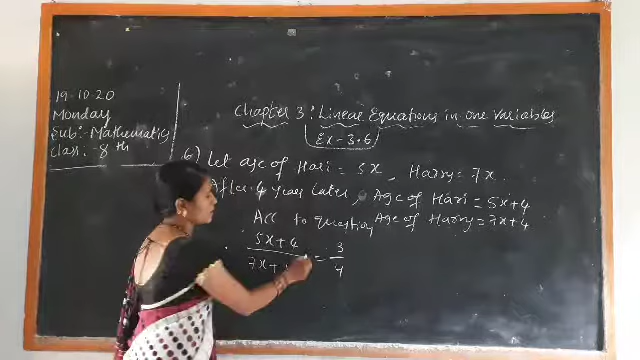 19-10-20
Monday
Sub:- Mathematics
Class:- 8th
Chapter 3: Linear Equations in one Variables
Ex-3.6
6) Let age of Hari = 5x, Harry = 7x.
After 4 years later, Age of Hari = 5x+4
Age of Harry = 7x+4
Acc to question
5x+4
7x+
=
3
4